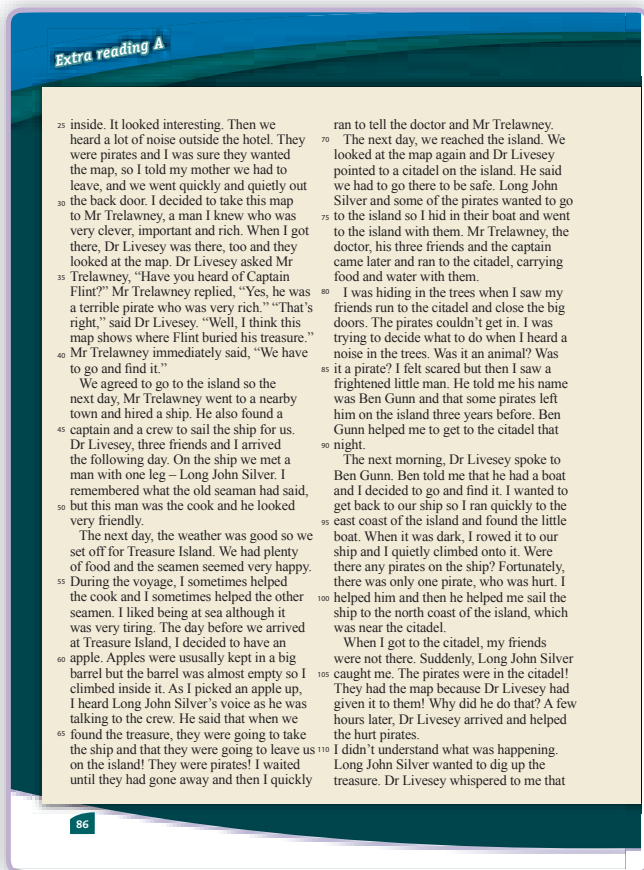 Extra reading A
25 inside. It looked interesting. Then we
heard a lot of noise outside the hotel. They
were pirates and I was sure they wanted
the map, so I told my mother we had to
leave, and we went quickly and quietly out
30 the back door. I decided to take this map
to Mr Trelawney, a man I knew who was
very clever, important and rich. When I got
there, Dr Livesey was there, too and they
looked at the map. Dr Livesey asked Mr
35 Trelawney, “Have you heard of Captain
Flint?” Mr Trelawney replied, “Yes, he was
a terrible pirate who was very rich.” “That’s
right,” said Dr Livesey. “Well, I think this
map shows where Flint buried his treasure.”
40 Mr Trelawney immediately said, “We have
to go and find it.”
We agreed to go to the island so the
next day, Mr Trelawney went to a nearby
town and hired a ship. He also found a
45 captain and a crew to sail the ship for us.
Dr Livesey, three friends and I arrived
the following day. On the ship we met a
man with one leg – Long John Silver. I
remembered what the old seaman had said,
50 but this man was the cook and he looked
very friendly.
The next day, the weather was good so we
set off for Treasure Island. We had plenty
of food and the seamen seemed very happy.
55 During the voyage, I sometimes helped
the cook and I sometimes helped the other
seamen. I liked being at sea although it
was very tiring. The day before we arrived
at Treasure Island, I decided to have an
60 apple. Apples were ususally kept in a big
barrel but the barrel was almost empty so I
climbed inside it. As I picked an apple up,
I heard Long John Silver’s voice as he was
talking to the crew. He said that when we
65 found the treasure, they were going to take
the ship and that they were going to leave us
on the island! They were pirates! I waited
until they had gone away and then I quickly
ran to tell the doctor and Mr Trelawney.
70 The next day, we reached the island. We
looked at the map again and Dr Livesey
pointed to a citadel on the island. He said
we had to go there to be safe. Long John
Silver and some of the pirates wanted to go
75 to the island so I hid in their boat and went
to the island with them. Mr Trelawney, the
doctor, his three friends and the captain
came later and ran to the citadel, carrying
food and water with them.
80 I was hiding in the trees when I saw my
friends run to the citadel and close the big
doors. The pirates couldn’t get in. I was
trying to decide what to do when I heard a
noise in the trees. Was it an animal? Was
85 it a pirate? I felt scared but then I saw a
frightened little man. He told me his name
was Ben Gunn and that some pirates left
him on the island three years before. Ben
Gunn helped me to get to the citadel that
90 night.
The next morning, Dr Livesey spoke to
Ben Gunn. Ben told me that he had a boat
and I decided to go and find it. I wanted to
get back to our ship so I ran quickly to the
95 east coast of the island and found the little
boat. When it was dark, I rowed it to our
ship and I quietly climbed onto it. Were
there any pirates on the ship? Fortunately,
there was only one pirate, who was hurt. I
100 helped him and then he helped me sail the
ship to the north coast of the island, which
was near the citadel.
When I got to the citadel, my friends
were not there. Suddenly, Long John Silver
105 caught me. The pirates were in the citadel!
They had the map because Dr Livesey had
given it to them! Why did he do that? A few
hours later, Dr Livesey arrived and helped
the hurt pirates.
110 I didn’t understand what was happening.
Long John Silver wanted to dig up the
treasure. Dr Livesey whispered to me that
86